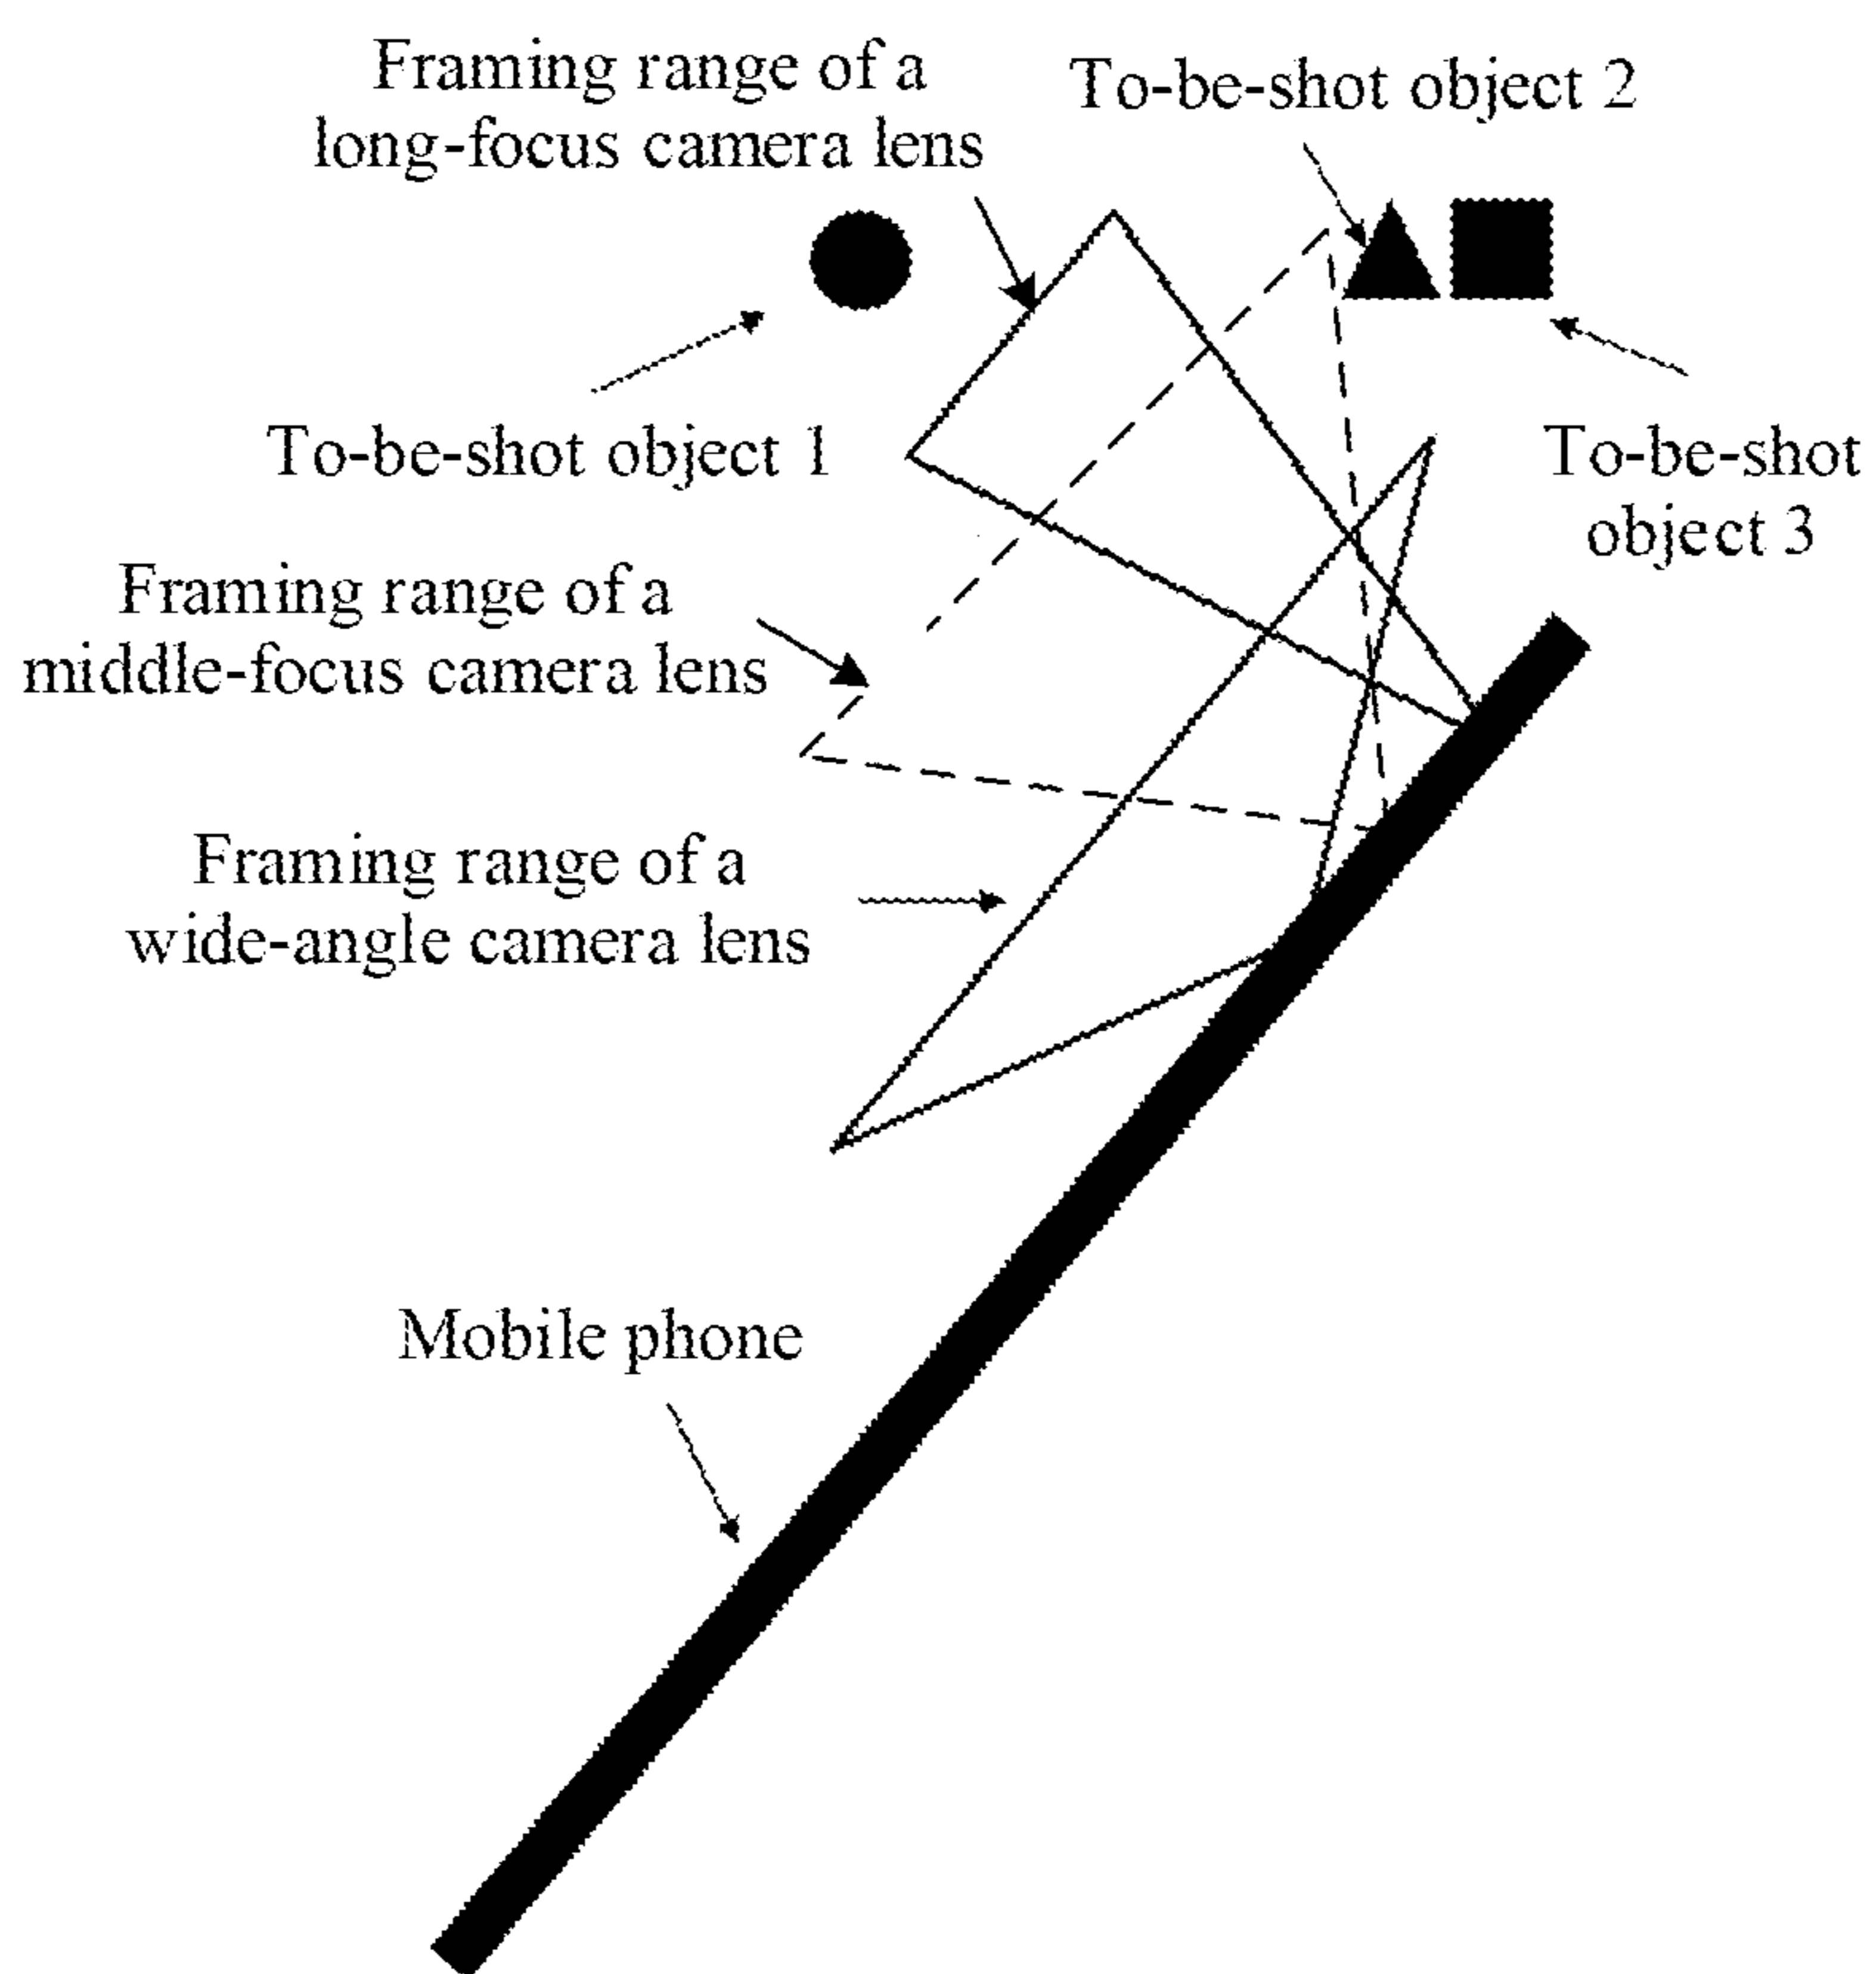 Framing range of a
long-focus camera lens
To-be-shot object 2
To-be-shot object 1
To-be-shot
object 3
Framing range of a
middle-focus camera lens
Framing range of a
wide-angle camera lens
Mobile phone